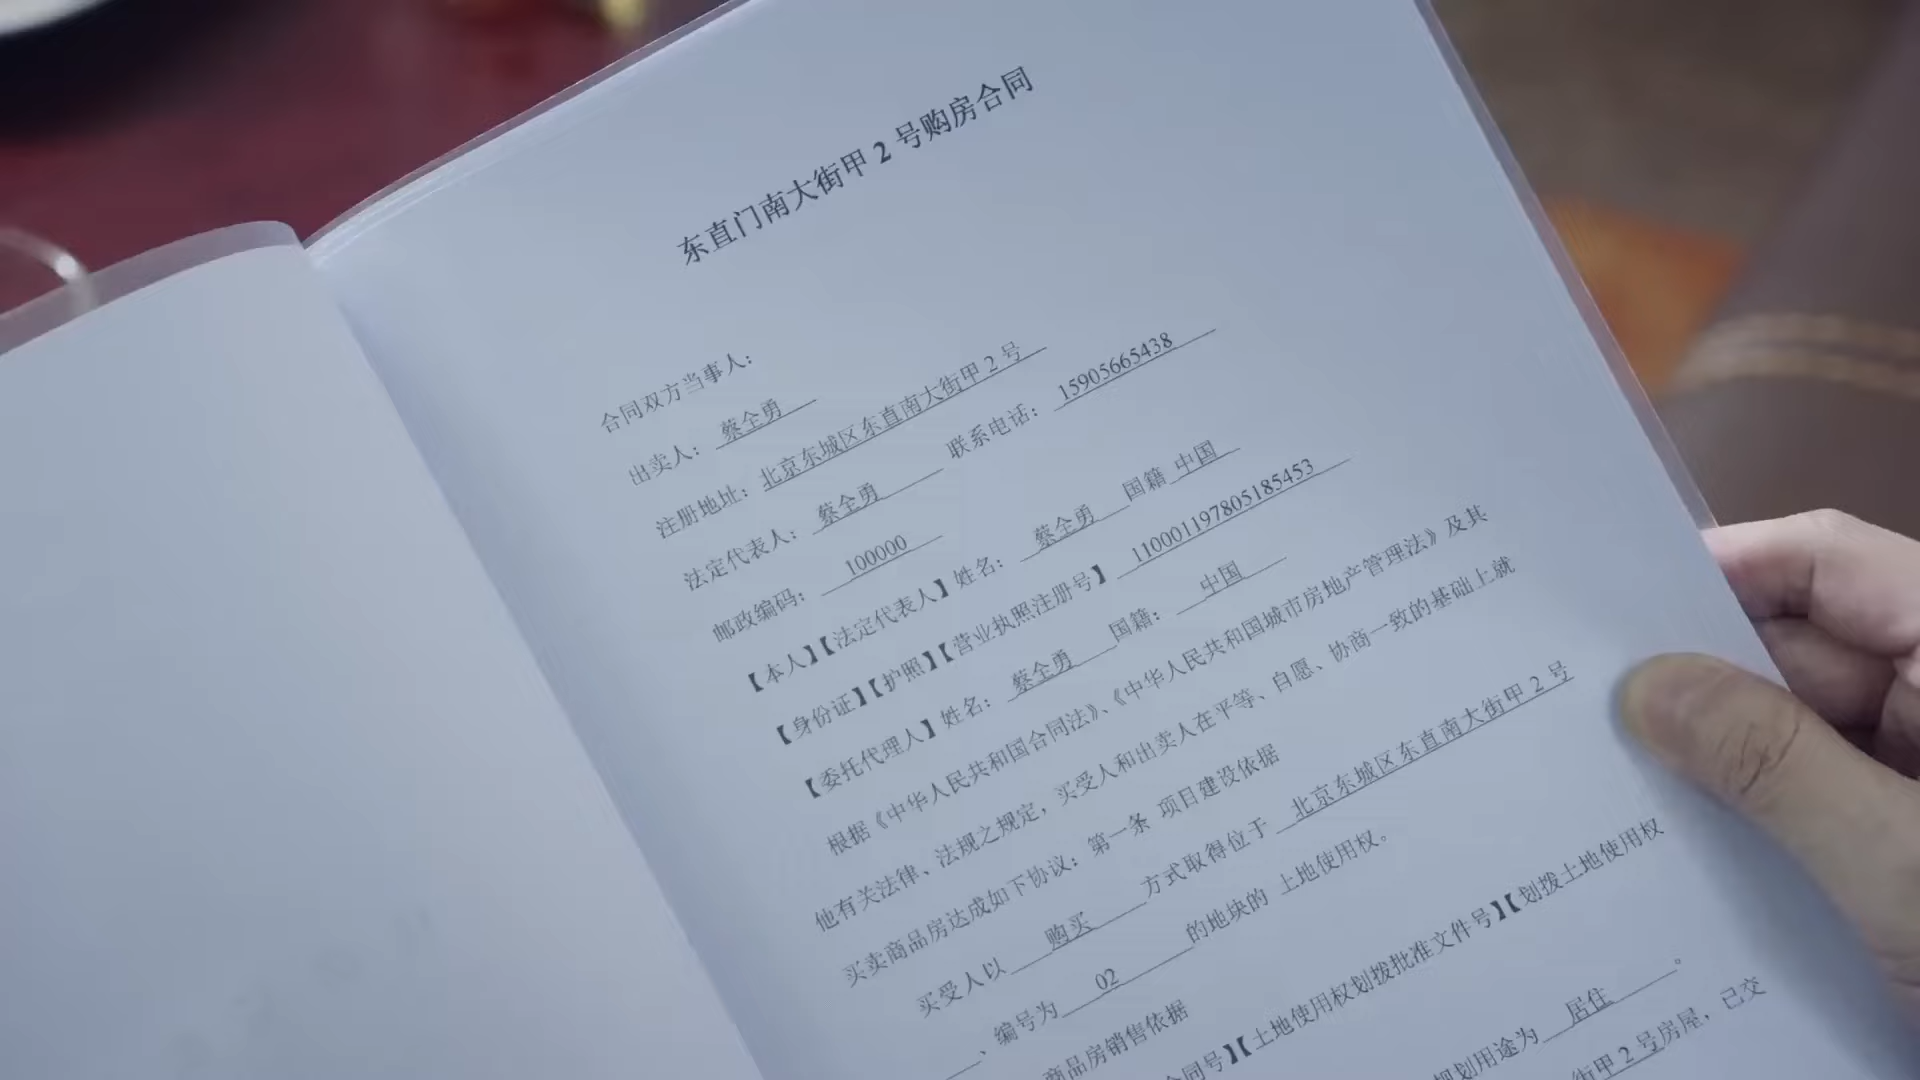 东直门南大街甲 2 号购房合同
合同双方当事人：
出卖人： 蔡全勇
注册地址：北京东城区东直南大街甲 2 号
法定代表人： 蔡全勇 联系电话： 15905665438
邮政编码： 100000
【本人】【法定代表人】姓名： 蔡全勇 国籍 中国
【身份证】【护照】【营业执照注册号】 110001197805185453
【委托代理人】姓名： 蔡全勇 国籍： 中国
根据《中华人民共和国合同法》、《中华人民共和国城市房地产管理法》及其
他有关法律、法规之规定，买受人和出卖人在平等、自愿、协商一致的基础上就
买卖商品房达成如下协议：第一条 项目建设依据
买受人以 购买 方式取得位于 北京东城区东直南大街甲 2 号
、编号为 02 的地块的 土地使用权。
商品房销售依据
合同号】【土地使用权划拨批准文件号】【划拨土地使用权
规划用途为 居住 。
街甲 2 号房屋，已交